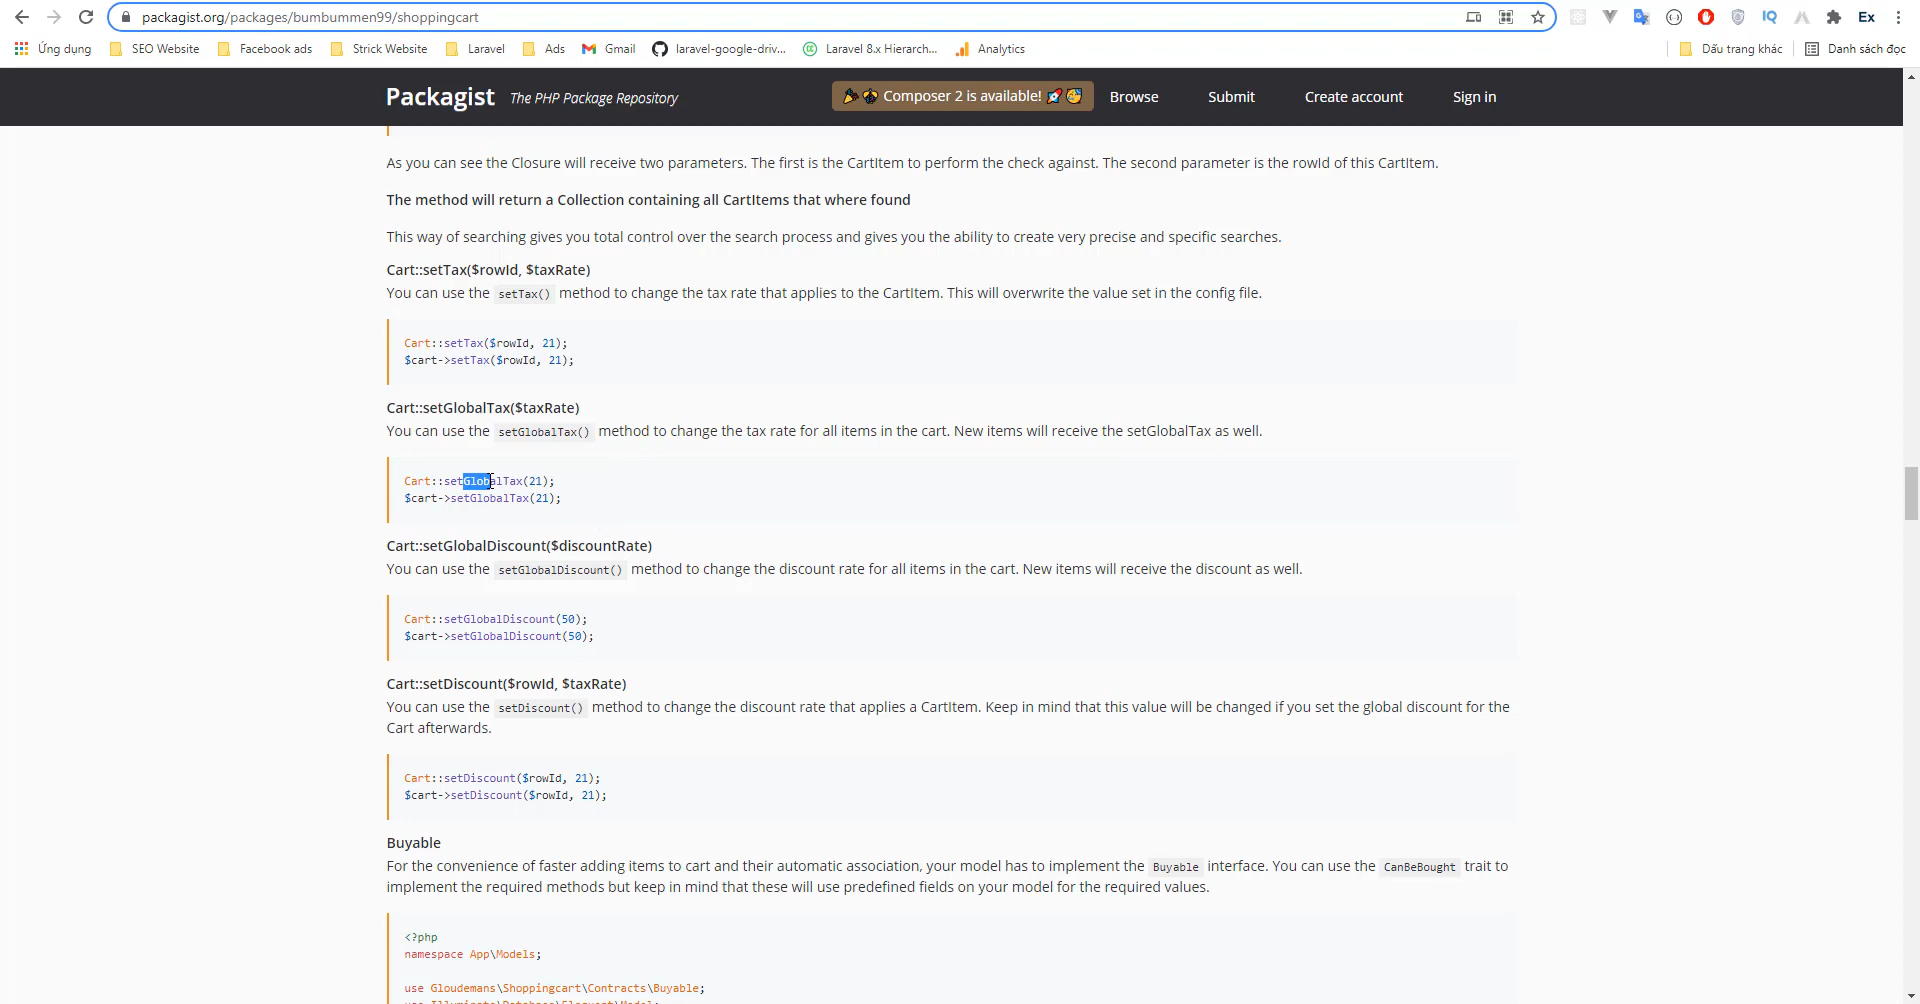 packagist.org/packages/bumbummen99/shoppingcart
Ex
Ứng dụng SEO Website Facebook ads Strick Website Laravel Ads Gmail laravel-google-driv... Laravel 8.x Hierarch... Analytics Dấu trang khác Danh sách đọc
Packagist The PHP Package Repository Composer 2 is available! Browse Submit Create account Sign in
As you can see the Closure will receive two parameters. The first is the CartItem to perform the check against. The second parameter is the rowId of this CartItem.
The method will return a Collection containing all CartItems that where found
This way of searching gives you total control over the search process and gives you the ability to create very precise and specific searches.
Cart::setTax($rowId, $taxRate)
You can use the setTax() method to change the tax rate that applies to the CartItem. This will overwrite the value set in the config file.
Cart::setTax($rowId, 21);
$cart->setTax($rowId, 21);
Cart::setGlobalTax($taxRate)
You can use the setGlobalTax() method to change the tax rate for all items in the cart. New items will receive the setGlobalTax as well.
Cart::setGlobalTax(21);
$cart->setGlobalTax(21);
Cart::setGlobalDiscount($discountRate)
You can use the setGlobalDiscount() method to change the discount rate for all items in the cart. New items will receive the discount as well.
Cart::setGlobalDiscount(50);
$cart->setGlobalDiscount(50);
Cart::setDiscount($rowId, $taxRate)
You can use the setDiscount() method to change the discount rate that applies a CartItem. Keep in mind that this value will be changed if you set the global discount for the
Cart afterwards.
Cart::setDiscount($rowId, 21);
$cart->setDiscount($rowId, 21);
Buyable
For the convenience of faster adding items to cart and their automatic association, your model has to implement the Buyable interface. You can use the CanBeBought trait to
implement the required methods but keep in mind that these will use predefined fields on your model for the required values.
<?php
namespace App\Models;
use Gloudemans\Shoppingcart\Contracts\Buyable;
use Illuminate\Database\Eloquent\Model;